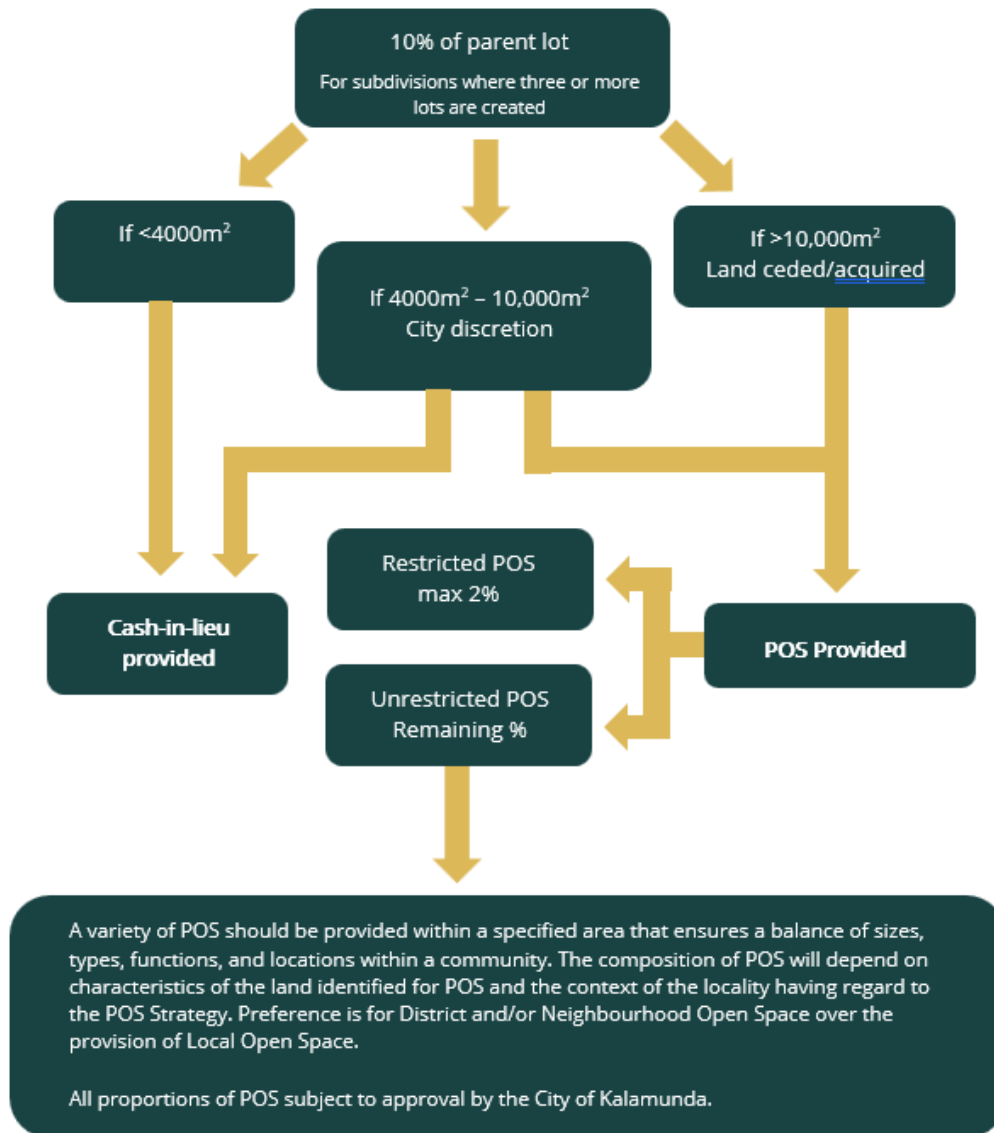 10% of parent lot
For subdivisions where three or more
lots are created
If <4000m²
If 4000m² – 10,000m²
City discretion
If >10,000m²
Land ceded/acquired
Restricted POS
max 2%
Cash-in-lieu
provided
POS Provided
Unrestricted POS
Remaining %
A variety of POS should be provided within a specified area that ensures a balance of sizes,
types, functions, and locations within a community. The composition of POS will depend on
characteristics of the land identified for POS and the context of the locality having regard to
the POS Strategy. Preference is for District and/or Neighbourhood Open Space over the
provision of Local Open Space.
All proportions of POS subject to approval by the City of Kalamunda.